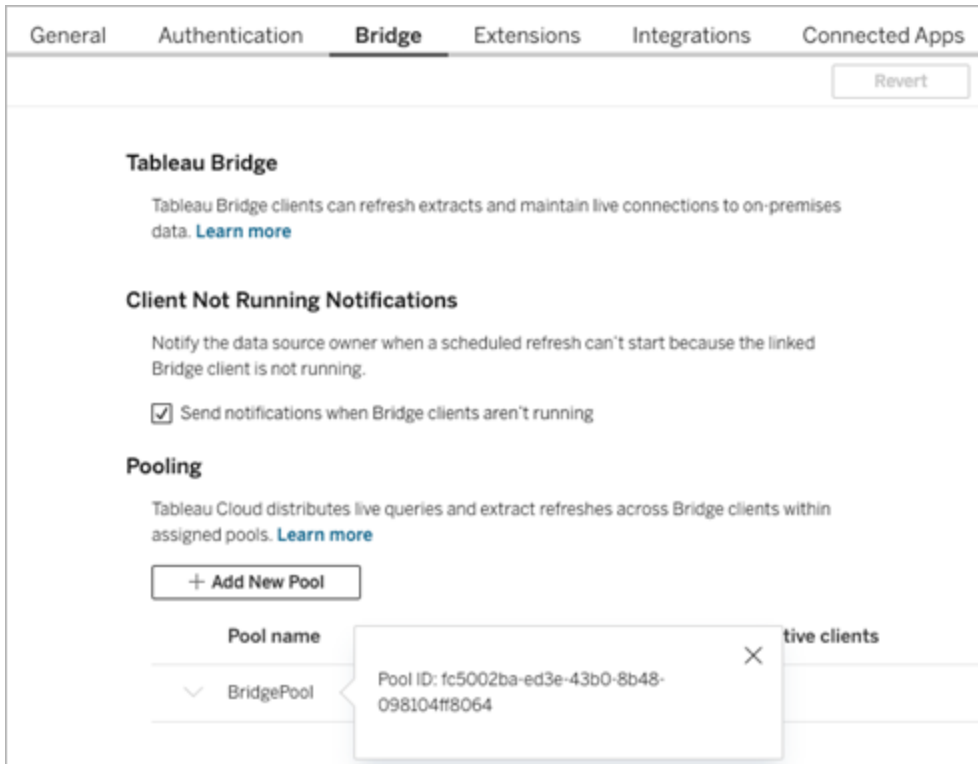 General Authentication Bridge Extensions Integrations Connected Apps
Revert
Tableau Bridge
Tableau Bridge clients can refresh extracts and maintain live connections to on-premises
data. Learn more
Client Not Running Notifications
Notify the data source owner when a scheduled refresh can't start because the linked
Bridge client is not running.
Send notifications when Bridge clients aren't running
Pooling
Tableau Cloud distributes live queries and extract refreshes across Bridge clients within
assigned pools. Learn more
+ Add New Pool
Pool name tive clients
BridgePool
Pool ID: fc5002ba-ed3e-43b0-8b48-
098104ff8064